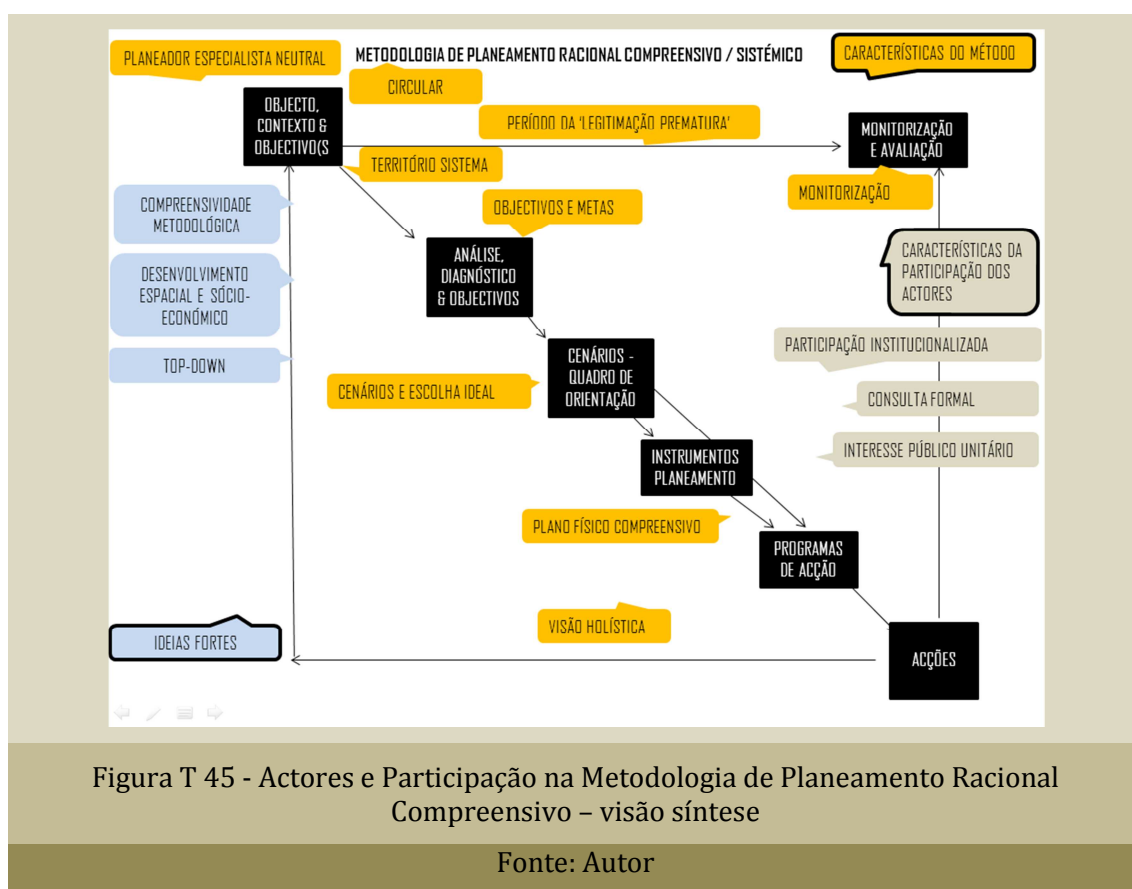 PLANEADOR ESPECIALISTA NEUTRAL
METODOLOGIA DE PLANEAMENTO RACIONAL COMPREENSIVO / SISTÉMICO
CARACTERÍSTICAS DO MÉTODO
CIRCULAR
OBJECTO,
CONTEXTO &
OBJECTIVO(S
PERÍODO DA 'LEGITIMAÇÃO PREMATURA'
MONITORIZAÇÃO
E AVALIAÇÃO
TERRITÓRIO SISTEMA
MONITORIZAÇÃO
COMPREENSIVIDADE
METODOLÓGICA
OBJECTIVOS E METAS
ANÁLISE,
DIAGNÓSTICO
& OBJECTIVOS
CARACTERÍSTICAS DA
PARTICIPAÇÃO DOS
ACTORES
DESENVOLVIMENTO
ESPACIAL E SÓCIO-
ECONÓMICO
TOP-DOWN
PARTICIPAÇÃO INSTITUCIONALIZADA
CENÁRIOS -
QUADRO DE
ORIENTAÇÃO
CENÁRIOS E ESCOLHA IDEAL
CONSULTA FORMAL
INTERESSE PÚBLICO UNITÁRIO
INSTRUMENTOS
PLANEAMENTO
PLANO FÍSICO COMPREENSIVO
PROGRAMAS
DE ACÇÃO
VISÃO HOLÍSTICA
IDEIAS FORTES
ACÇÕES
Figura T 45 - Actores e Participação na Metodologia de Planeamento Racional
Compreensivo – visão síntese
Fonte: Autor